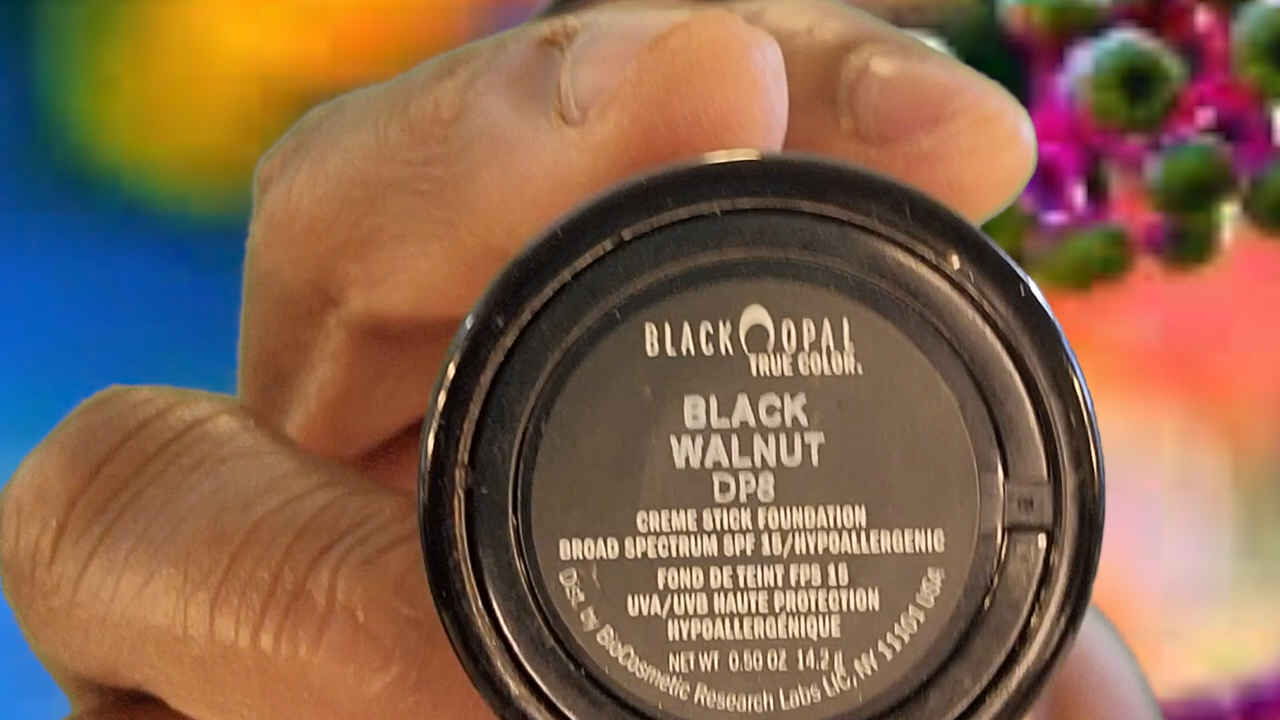 BLACK OPAL
TRUE COLOR.
BLACK
WALNUT
DP8
CREME STICK FOUNDATION
BROAD SPECTRUM SPF 15/HYPOALLERGENIC
FOND DE TEINT FPS 15
UVA/UVB HAUTE PROTECTION
HYPOALLERGÉNIQUE
NET WT 0.50 OZ 14.2 g
Dist. by BioCosmetic Research Labs LIC, NY 11101 USA